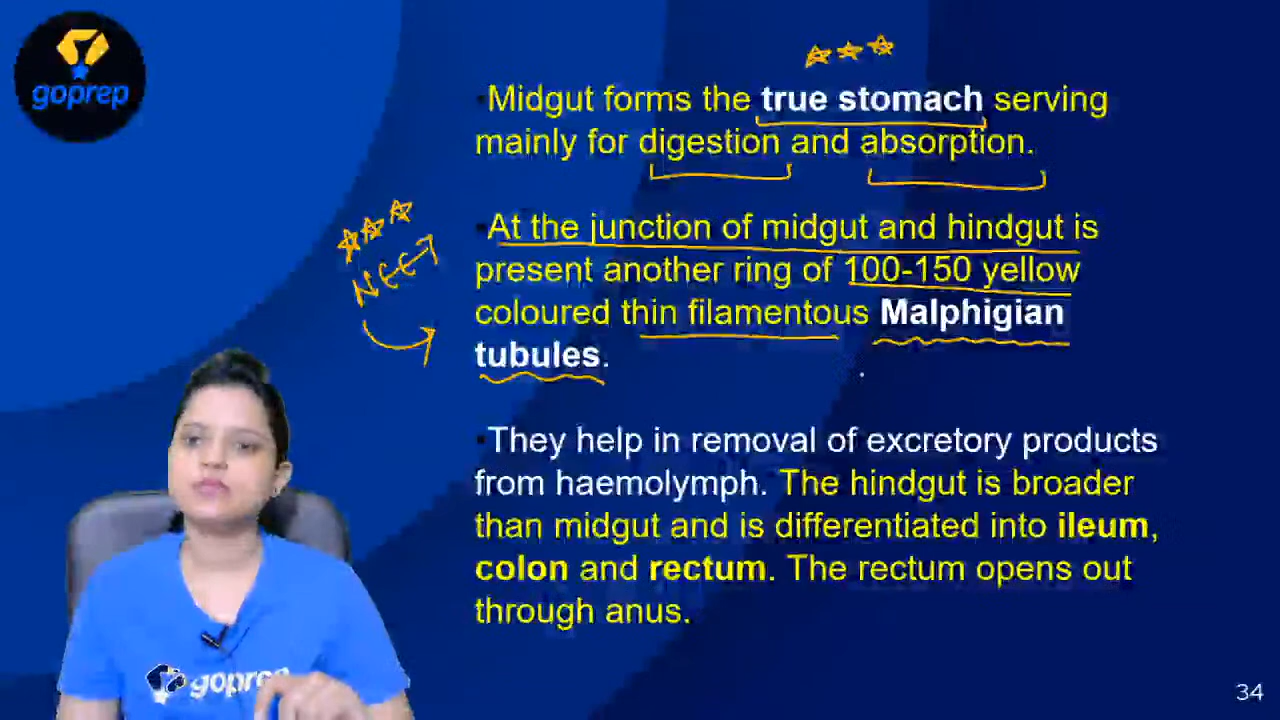 goprep
Midgut forms the true stomach serving
mainly for digestion and absorption.
At the junction of midgut and hindgut is
present another ring of 100-150 yellow
coloured thin filamentous Malphigian
tubules.
They help in removal of excretory products
from haemolymph. The hindgut is broader
than midgut and is differentiated into ileum,
colon and rectum. The rectum opens out
through anus.
goprep
34